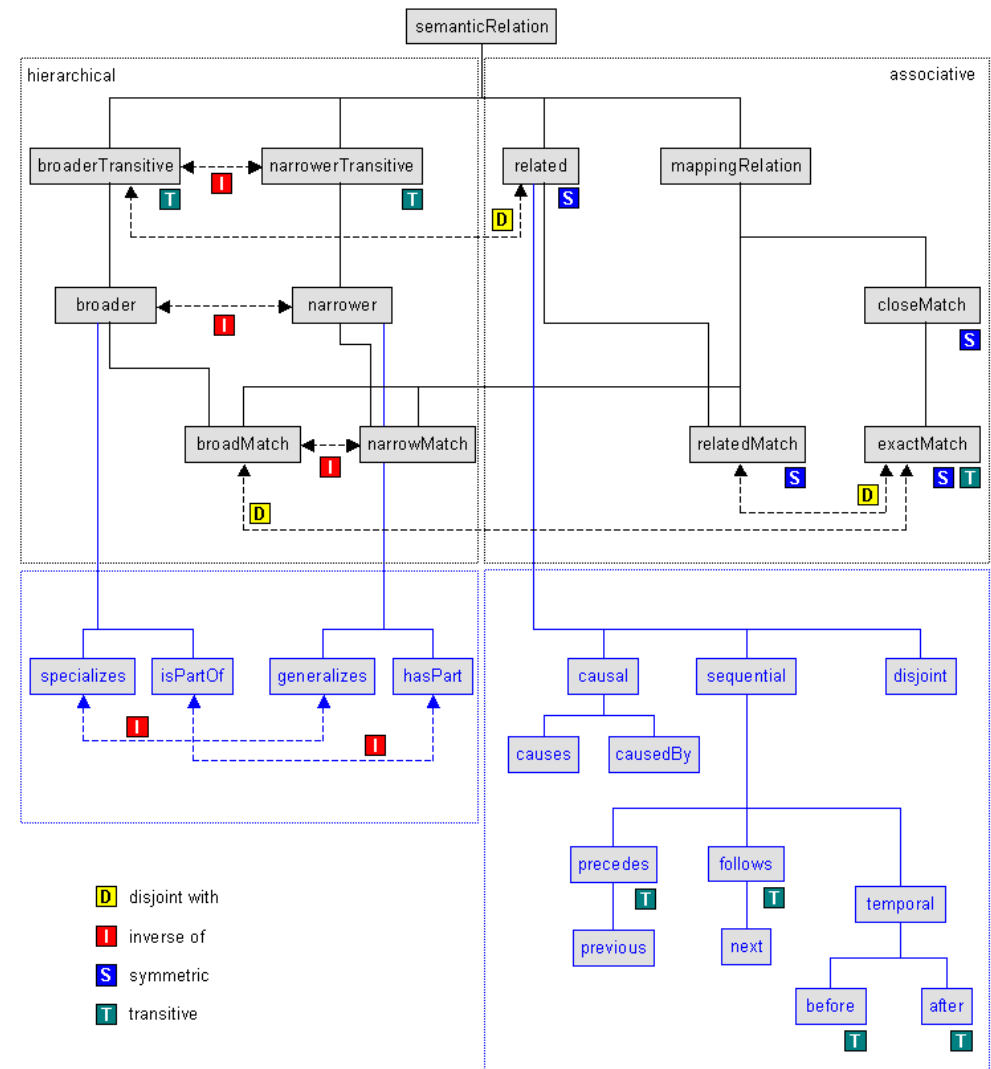 semanticRelation
hierarchical
associative
broaderTransitive
narrowerTransitive
related
mappingRelation
I
T
T
S
D
broader
narrower
closeMatch
I
S
broadMatch
narrowMatch
relatedMatch
exactMatch
I
S
S
T
D
D
specializes
isPartOf
generalizes
hasPart
causal
sequential
disjoint
I
I
causes
causedBy
precedes
follows
T
T
temporal
previous
next
before
after
T
T
D disjoint with
I inverse of
S symmetric
T transitive